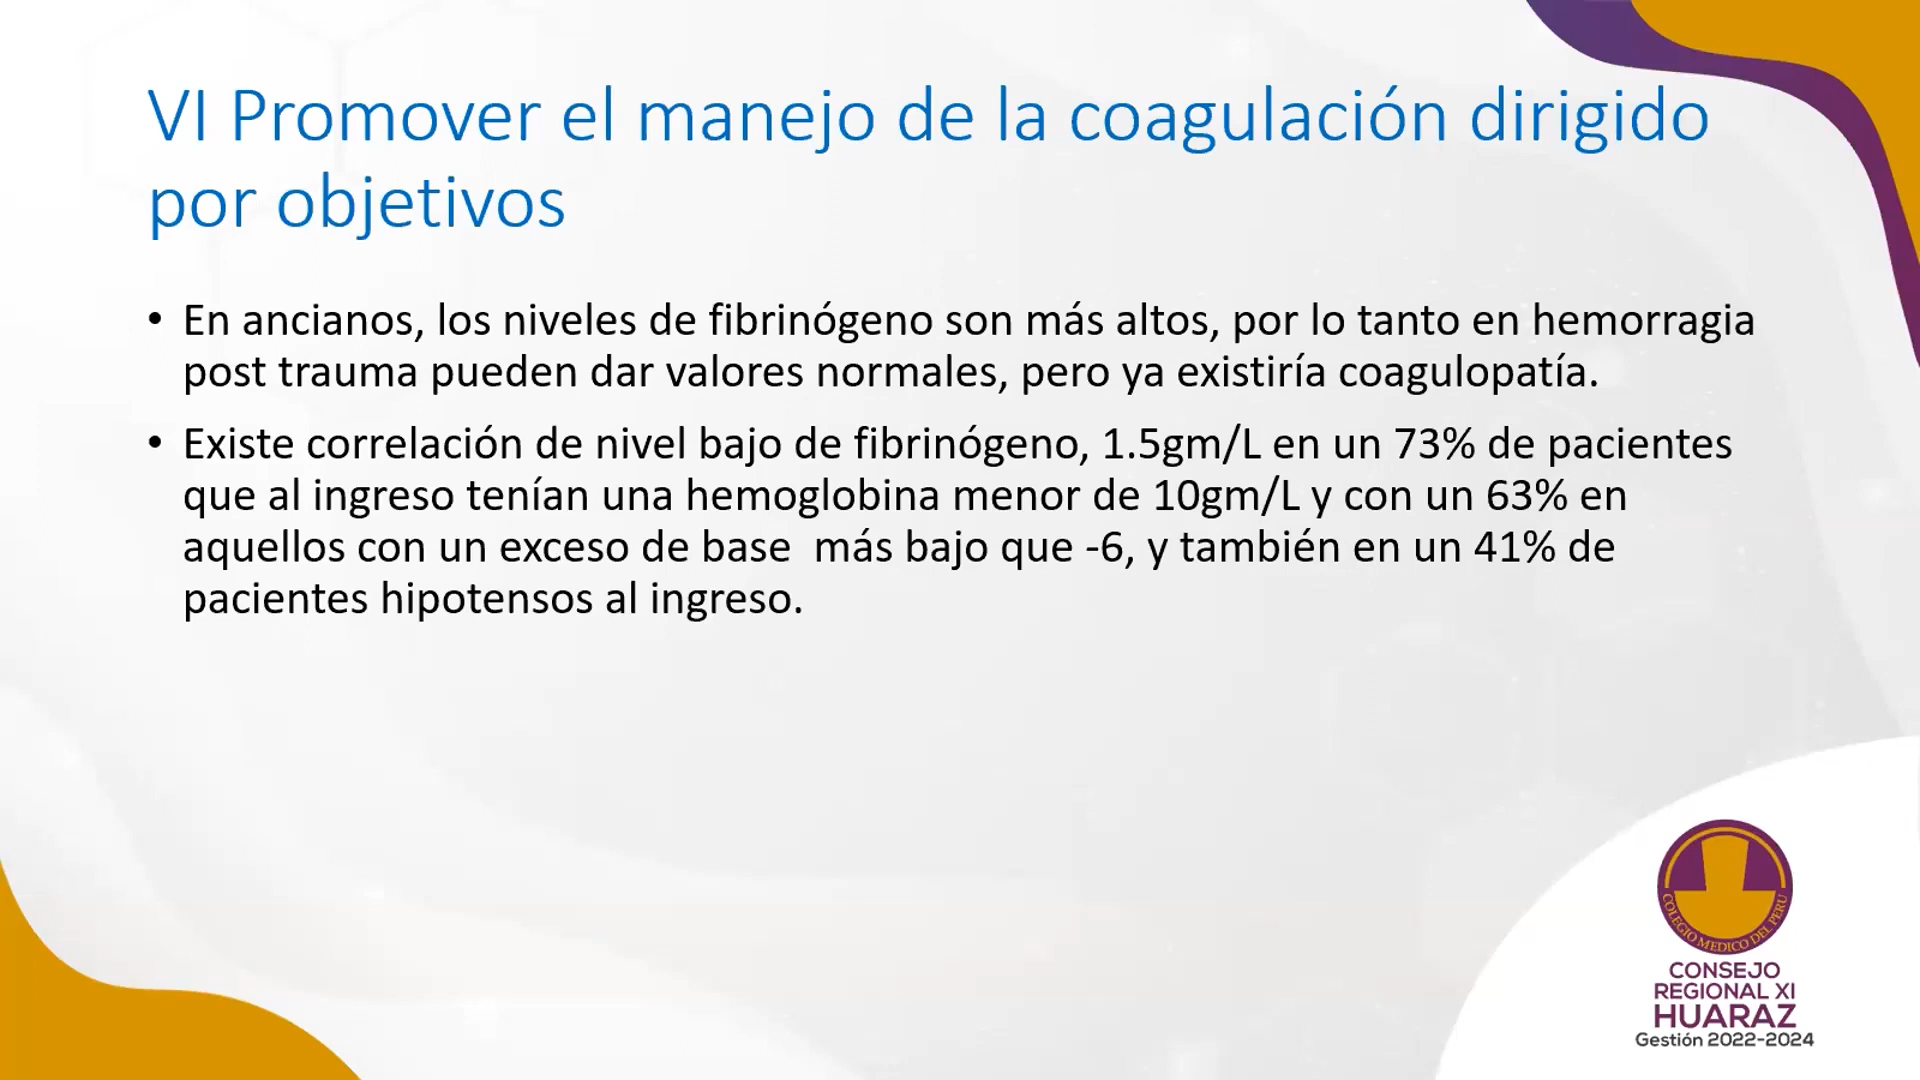 VI Promover el manejo de la coagulación dirigido
por objetivos
• En ancianos, los niveles de fibrinógeno son más altos, por lo tanto en hemorragia
post trauma pueden dar valores normales, pero ya existiría coagulopatía.
• Existe correlación de nivel bajo de fibrinógeno, 1.5gm/L en un 73% de pacientes
que al ingreso tenían una hemoglobina menor de 10gm/L y con un 63% en
aquellos con un exceso de base  más bajo que -6, y también en un 41% de
pacientes hipotensos al ingreso.
COLEGIO MEDICO DEL PERU
CONSEJO
REGIONAL XI
HUARAZ
Gestión 2022-2024